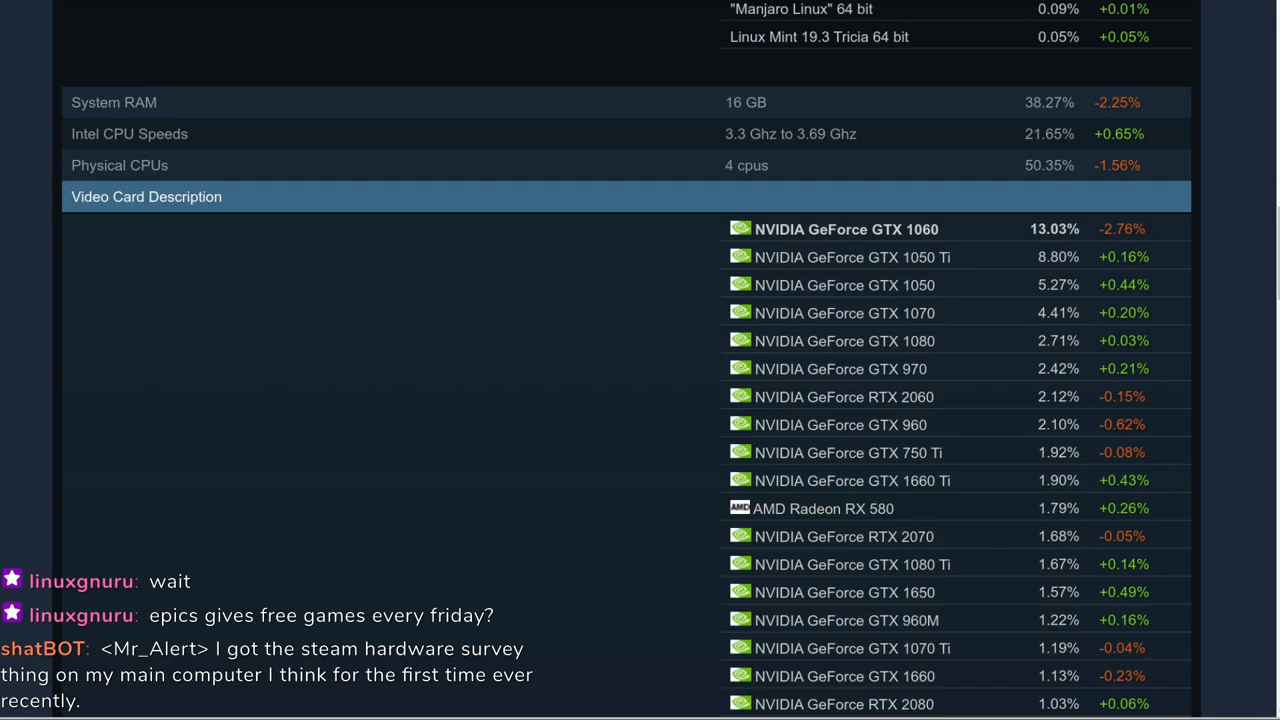 "Manjaro Linux" 64 bit 0.09% +0.01%
Linux Mint 19.3 Tricia 64 bit 0.05% +0.05%
System RAM 16 GB 38.27% -2.25%
Intel CPU Speeds 3.3 Ghz to 3.69 Ghz 21.65% +0.65%
Physical CPUs 4 cpus 50.35% -1.56%
Video Card Description
NVIDIA GeForce GTX 1060 13.03% -2.76%
NVIDIA GeForce GTX 1050 Ti 8.80% +0.16%
NVIDIA GeForce GTX 1050 5.27% +0.44%
NVIDIA GeForce GTX 1070 4.41% +0.20%
NVIDIA GeForce GTX 1080 2.71% +0.03%
NVIDIA GeForce GTX 970 2.42% +0.21%
NVIDIA GeForce RTX 2060 2.12% -0.15%
NVIDIA GeForce GTX 960 2.10% -0.62%
NVIDIA GeForce GTX 750 Ti 1.92% -0.08%
NVIDIA GeForce GTX 1660 Ti 1.90% +0.43%
AMD AMD Radeon RX 580 1.79% +0.26%
NVIDIA GeForce RTX 2070 1.68% -0.05%
NVIDIA GeForce GTX 1080 Ti 1.67% +0.14%
NVIDIA GeForce GTX 1650 1.57% +0.49%
NVIDIA GeForce GTX 960M 1.22% +0.16%
NVIDIA GeForce GTX 1070 Ti 1.19% -0.04%
NVIDIA GeForce GTX 1660 1.13% -0.23%
NVIDIA GeForce RTX 2080 1.03% +0.06%
linuxgnuru: wait
linuxgnuru: epics gives free games every friday?
shatBOT: <Mr_Alert> I got the steam hardware survey
thing on my main computer I think for the first time ever
recently.